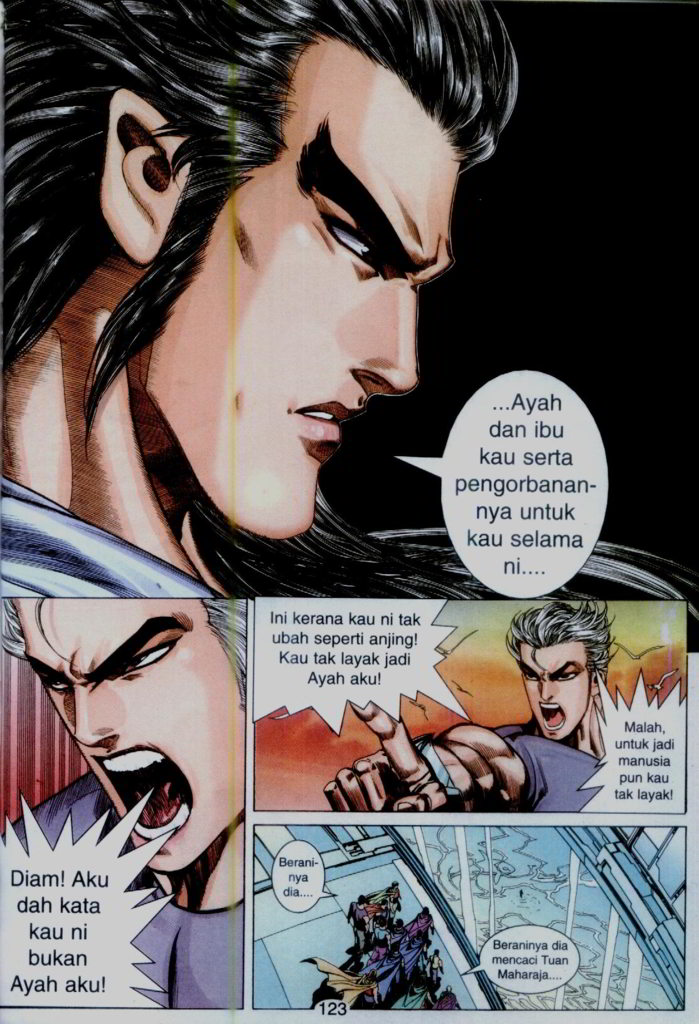 ...Ayah
dan ibu
kau serta
pengorbanan-
nya untuk
kau selama
ni....
Diam! Aku
dah kata
kau ni
bukan
Ayah aku!
Ini kerana kau ni tak
ubah seperti anjing!
Kau tak layak jadi
Ayah aku!
Malah,
untuk jadi
manusia
pun kau
tak layak!
Berani-
nya
dia....
Beraninya dia
mencaci Tuan
Maharaja....
123